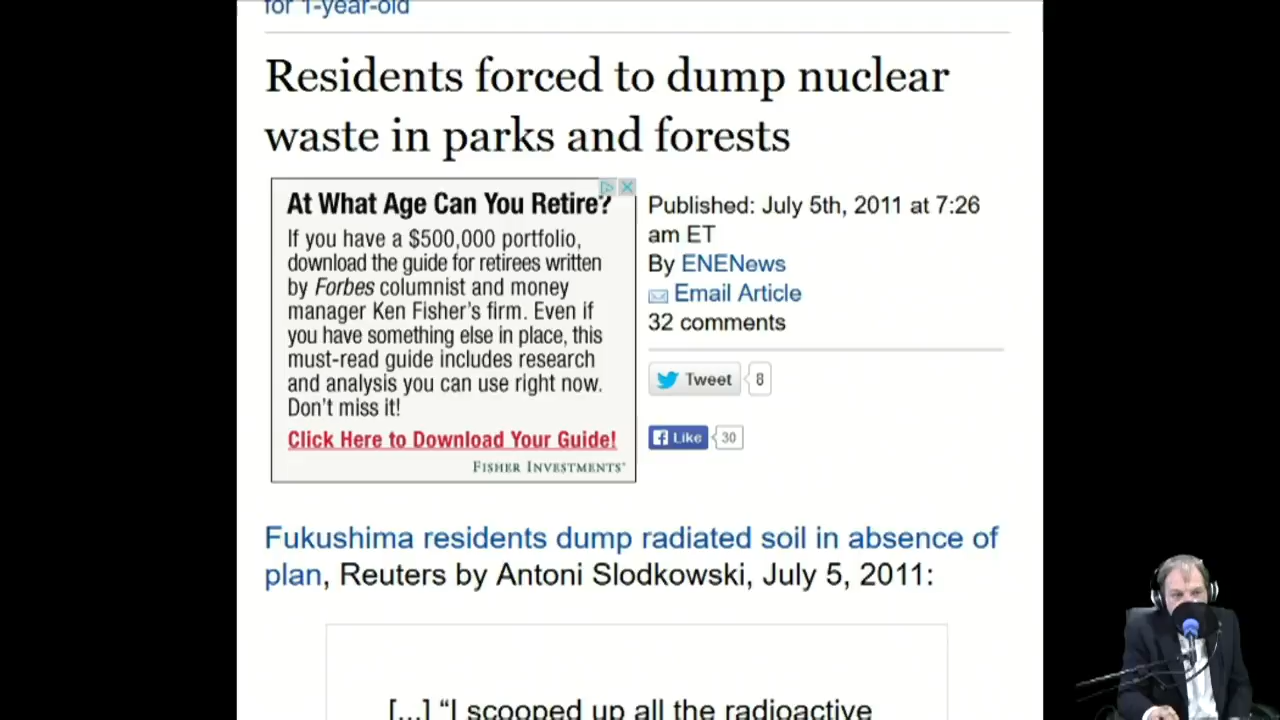 for 1-year-old
Residents forced to dump nuclear
waste in parks and forests
At What Age Can You Retire?
If you have a $500,000 portfolio,
download the guide for retirees written
by Forbes columnist and money
manager Ken Fisher's firm. Even if
you have something else in place, this
must-read guide includes research
and analysis you can use right now.
Don't miss it!
Click Here to Download Your Guide!
FISHER INVESTMENTS
Published: July 5th, 2011 at 7:26
am ET
By ENENews
Email Article
32 comments
Tweet 8
Like 30
Fukushima residents dump radiated soil in absence of
plan, Reuters by Antoni Slodkowski, July 5, 2011:
[...] “I scooped up all the radioactive